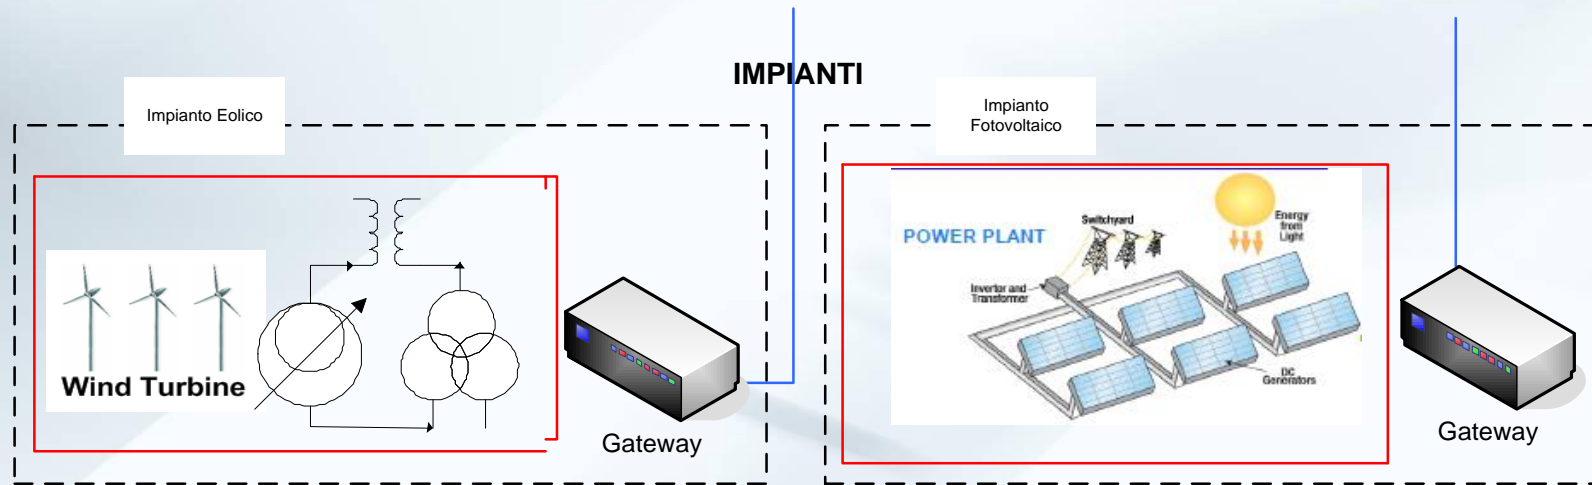 IMPIANTI
Impianto Eolico
Impianto
Fotovoltaico
Wind Turbine
Gateway
POWER PLANT
Switchyard
Energy
from
Light
Inverter and
Transformer
DC
Generators
Gateway